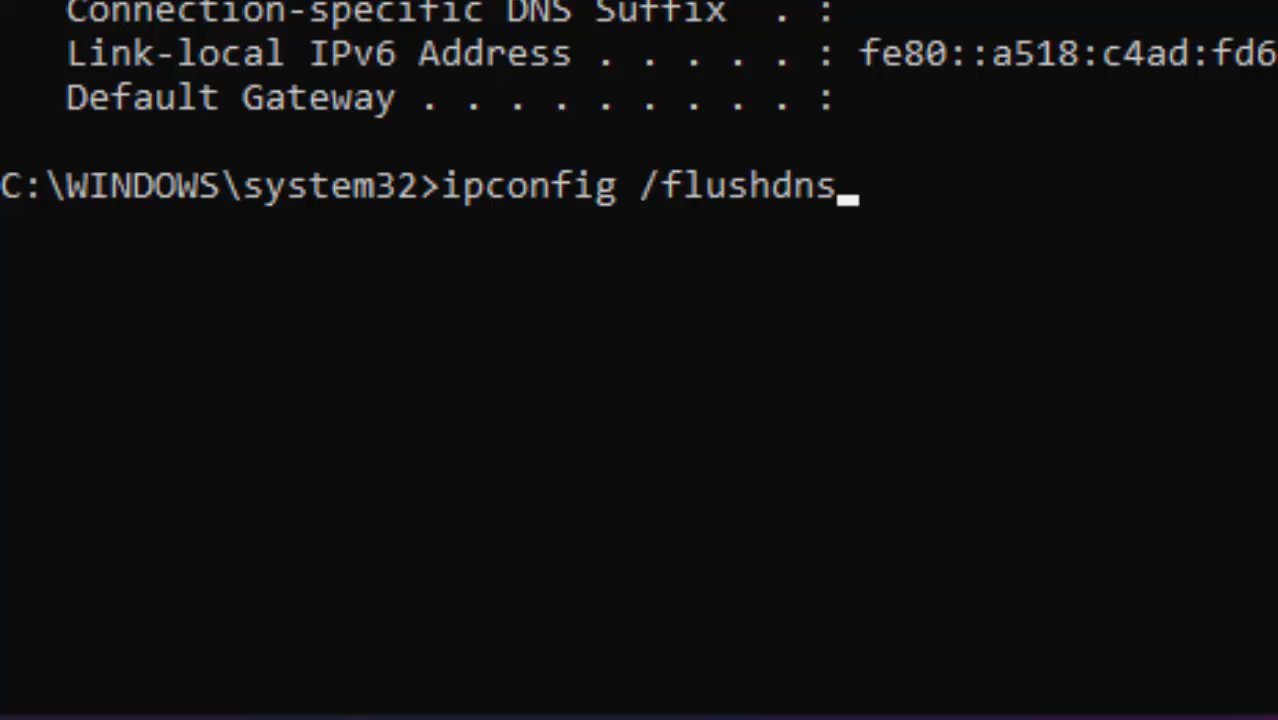 Connection-specific DNS Suffix  . :
Link-local IPv6 Address . . . . . : fe80::a518:c4ad:fd6
Default Gateway . . . . . . . . . :
C:\WINDOWS\system32>ipconfig /flushdns